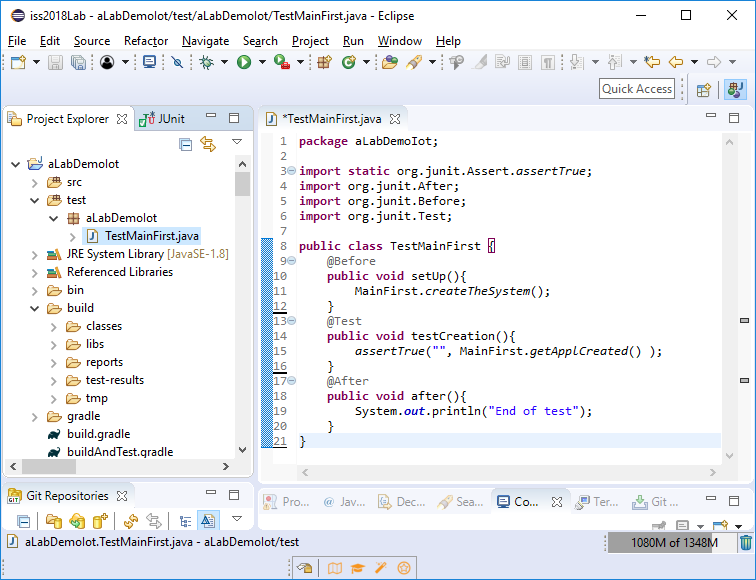 iss2018Lab - aLabDemoIot/test/aLabDemoIot/TestMainFirst.java - Eclipse
File Edit Source Refactor Navigate Search Project Run Window Help
Quick Access
Project Explorer JUnit
aLabDemoIot
src
test
aLabDemoIot
TestMainFirst.java
JRE System Library [JavaSE-1.8]
Referenced Libraries
bin
build
classes
libs
reports
test-results
tmp
gradle
build.gradle
buildAndTest.gradle
*TestMainFirst.java
1 package aLabDemoIot;
2
3 import static org.junit.Assert.assertTrue;
4 import org.junit.After;
5 import org.junit.Before;
6 import org.junit.Test;
7
8 public class TestMainFirst {
9 @Before
10 public void setUp(){
11 MainFirst.createTheSystem();
12 }
13 @Test
14 public void testCreation(){
15 assertTrue("", MainFirst.getApplCreated() );
16 }
17 @After
18 public void after(){
19 System.out.println("End of test");
20 }
21 }
Git Repositories
GIT
Pro... Jav... Dec... Sea... Co... Ter... Git ...
aLabDemoIot.TestMainFirst.java - aLabDemoIot/test
1080M of 1348M